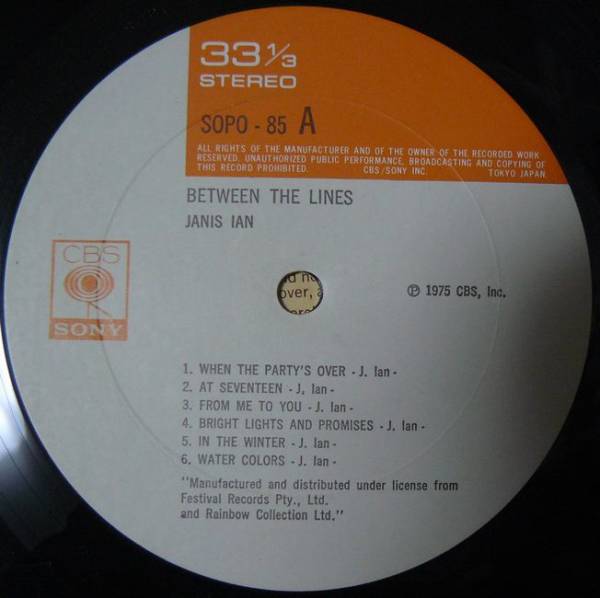 33 1/3
STEREO
SOPO - 85 A
ALL RIGHTS OF THE MANUFACTURER AND OF THE OWNER OF THE RECORDED WORK
RESERVED. UNAUTHORIZED PUBLIC PERFORMANCE, BROADCASTING AND COPYING OF
THIS RECORD PROHIBITED. CBS/SONY INC. TOKYO JAPAN
BETWEEN THE LINES
JANIS IAN
CBS
SONY
over,
℗ 1975 CBS, Inc.
1. WHEN THE PARTY'S OVER - J. Ian -
2. AT SEVENTEEN - J, Ian -
3. FROM ME TO YOU - J. Ian -
4. BRIGHT LIGHTS AND PROMISES - J. Ian -
5. IN THE WINTER - J. Ian -
6. WATER COLORS - J. Ian -
"Manufactured and distributed under license from
Festival Records Pty., Ltd.
and Rainbow Collection Ltd."